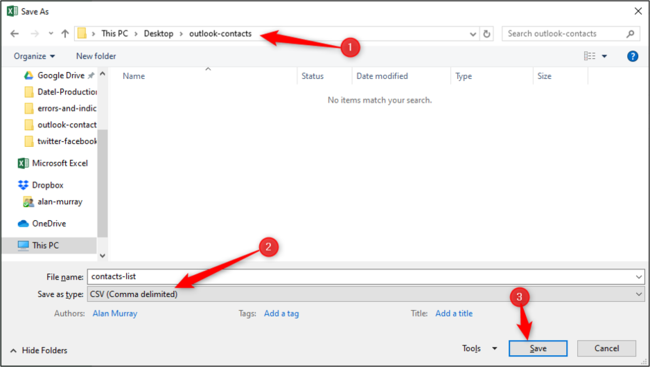 Save As
This PC > Desktop > outlook-contacts
Search outlook-contacts
Organize
New folder
Name
Status
Date modified
Type
Size
Google Drive
Datel-Production
errors-and-indic
outlook-contact
twitter-facebook
Microsoft Excel
Dropbox
alan-murray
OneDrive
This PC
No items match your search.
1
2
File name: contacts-list
Save as type: CSV (Comma delimited)
3
Authors: Alan Murray
Tags: Add a tag
Title: Add a title
Hide Folders
Tools
Save
Cancel